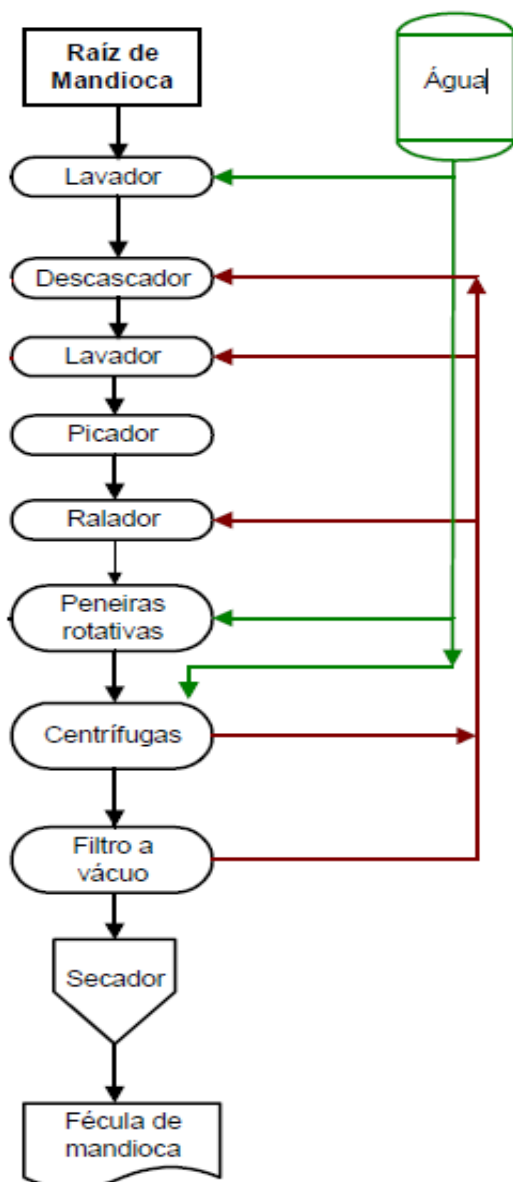 Raíz de
Mandioca
Água
Lavador
Descascador
Lavador
Picador
Ralador
Peneiras
rotativas
Centrífugas
Filtro a
vácuo
Secador
Fécula de
mandioca